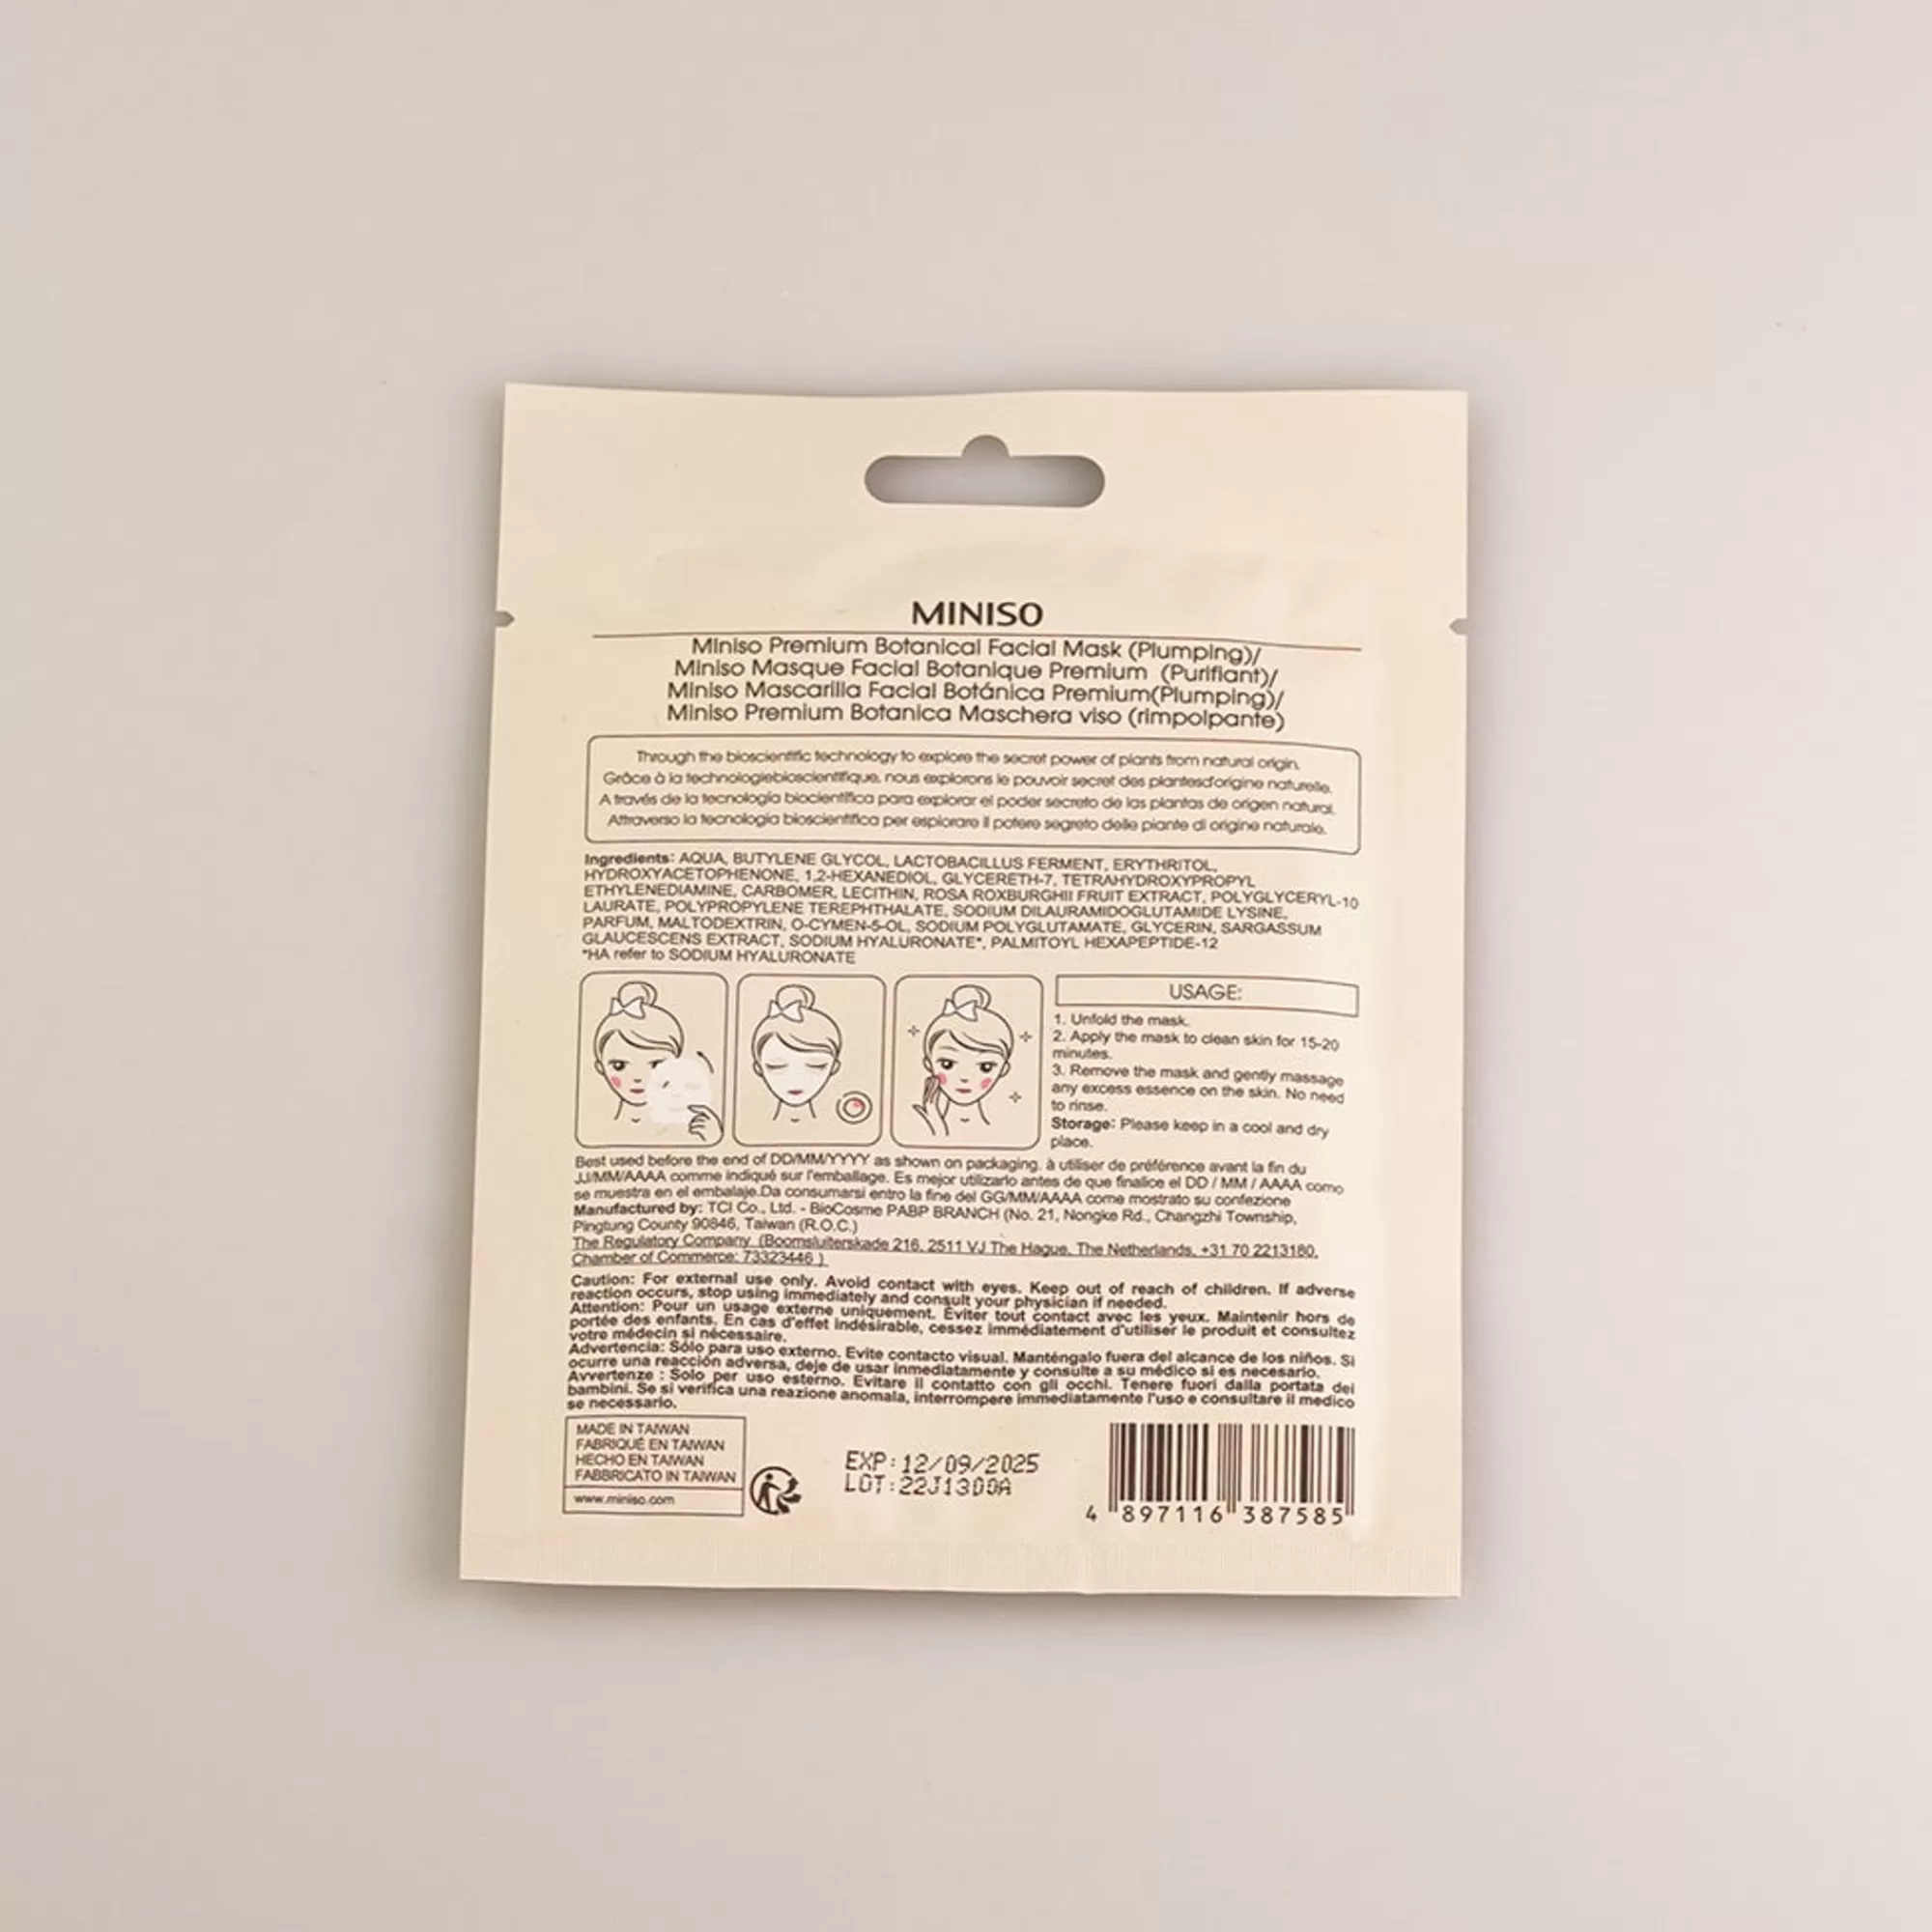 MINISO
Miniso Premium Botanical Facial Mask (Plumping)/
Miniso Masque Facial Botanique Premium (Purifiant)/
Miniso Mascarilla Facial Botánica Premium(Plumping)/
Miniso Premium Botanica Maschera viso (rimpolpante)
Through the bioscientific technology to explore the secret power of plants from natural origin.
Grâce à la technologiebioscientifique, nous explorons le pouvoir secret des plantesd'origine naturelle.
A través de la tecnología biocientífica para explorar el poder secreto de las plantas de origen natural.
Attraverso la tecnologia bioscientifica per esplorare il potere segreto delle piante di origine naturale.
Ingredients: AQUA, BUTYLENE GLYCOL, LACTOBACILLUS FERMENT, ERYTHRITOL,
HYDROXYACETOPHENONE, 1,2-HEXANEDIOL, GLYCERETH-7, TETRAHYDROXYPROPYL
ETHYLENEDIAMINE, CARBOMER, LECITHIN, ROSA ROXBURGHII FRUIT EXTRACT, POLYGLYCERYL-10
LAURATE, POLYPROPYLENE TEREPHTHALATE, SODIUM DILAURAMIDOGLUTAMIDE LYSINE,
PARFUM, MALTODEXTRIN, O-CYMEN-5-OL, SODIUM POLYGLUTAMATE, GLYCERIN, SARGASSUM
GLAUCESCENS EXTRACT, SODIUM HYALURONATE*, PALMITOYL HEXAPEPTIDE-12
*HA refer to SODIUM HYALURONATE
USAGE:
1. Unfold the mask.
2. Apply the mask to clean skin for 15-20
minutes.
3. Remove the mask and gently massage
any excess essence on the skin. No need
to rinse.
Storage: Please keep in a cool and dry
place.
Best used before the end of DD/MM/YYYY as shown on packaging. à utiliser de préférence avant la fin du
JJ/MM/AAAA comme indiqué sur l'emballage. Es mejor utilizarlo antes de que finalice el DD / MM / AAAA como
se muestra en el embalaje.Da consumarsi entro la fine del GG/MM/AAAA come mostrato su confezione
Manufactured by: TCI Co., Ltd. - BioCosme PABP BRANCH (No. 21, Nongke Rd., Changzhi Township,
Pingtung County 90846, Taiwan (R.O.C.)
The Regulatory Company (Boomsluiterskade 216, 2511 VJ The Hague, The Netherlands, +31 70 2213180,
Chamber of Commerce: 73323446 )
Caution: For external use only. Avoid contact with eyes. Keep out of reach of children. If adverse
reaction occurs, stop using immediately and consult your physician if needed.
Attention: Pour un usage externe uniquement. Éviter tout contact avec les yeux. Maintenir hors de
portée des enfants. En cas d'effet indésirable, cessez immédiatement d'utiliser le produit et consultez
votre médecin si nécessaire.
Advertencia: Sólo para uso externo. Evite contacto visual. Manténgalo fuera del alcance de los niños. Si
ocurre una reacción adversa, deje de usar inmediatamente y consulte a su médico si es necesario.
Avvertenze : Solo per uso esterno. Evitare il contatto con gli occhi. Tenere fuori dalla portata dei
bambini. Se si verifica una reazione anomala, interrompere immediatamente l'uso e consultare il medico
se necessario.
MADE IN TAIWAN
FABRIQUÉ EN TAIWAN
HECHO EN TAIWAN
FABBRICATO IN TAIWAN
www.miniso.com
EXP:12/09/2025
LOT:22J1300A
4 897116 387585